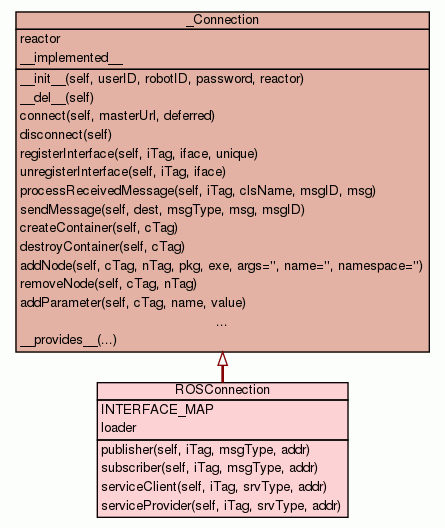 _Connection
reactor
__implemented__
__init__(self, userID, robotID, password, reactor)
__del__(self)
connect(self, masterUrl, deferred)
disconnect(self)
registerInterface(self, iTag, iface, unique)
unregisterInterface(self, iTag, iface)
processReceivedMessage(self, iTag, clsName, msgID, msg)
sendMessage(self, dest, msgType, msg, msgID)
createContainer(self, cTag)
destroyContainer(self, cTag)
addNode(self, cTag, nTag, pkg, exe, args='', name='', namespace='')
removeNode(self, cTag, nTag)
addParameter(self, cTag, name, value)
...
__provides__(...)
ROSConnection
INTERFACE_MAP
loader
publisher(self, iTag, msgType, addr)
subscriber(self, iTag, msgType, addr)
serviceClient(self, iTag, srvType, addr)
serviceProvider(self, iTag, srvType, addr)